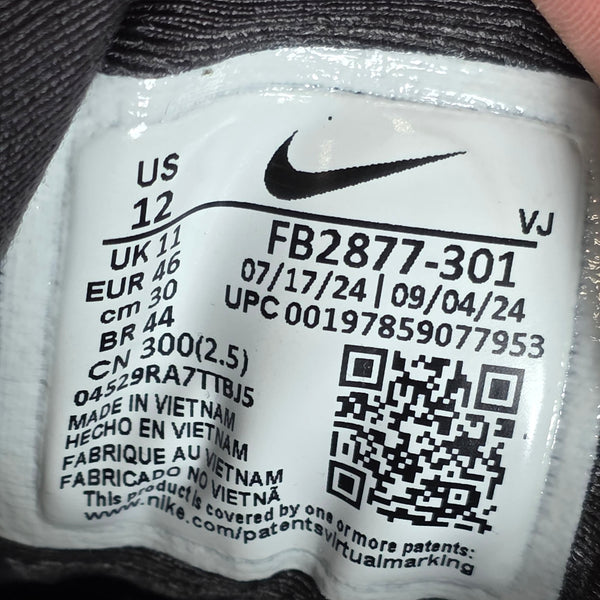 US
12
VJ
UK 11
EUR 46
cm 30
BR 44
CN 300(2.5)
FB2877-301
07/17/24 | 09/04/24
UPC 00197859077953
04529RA7TTBJ5
MADE IN VIETNAM
HECHO EN VIETNAM
FABRIQUE AU VIETNAM
FABRICADO NO VIETNÃ
This product is covered by one or more patents:
www.nike.com/patentsvirtualmarking